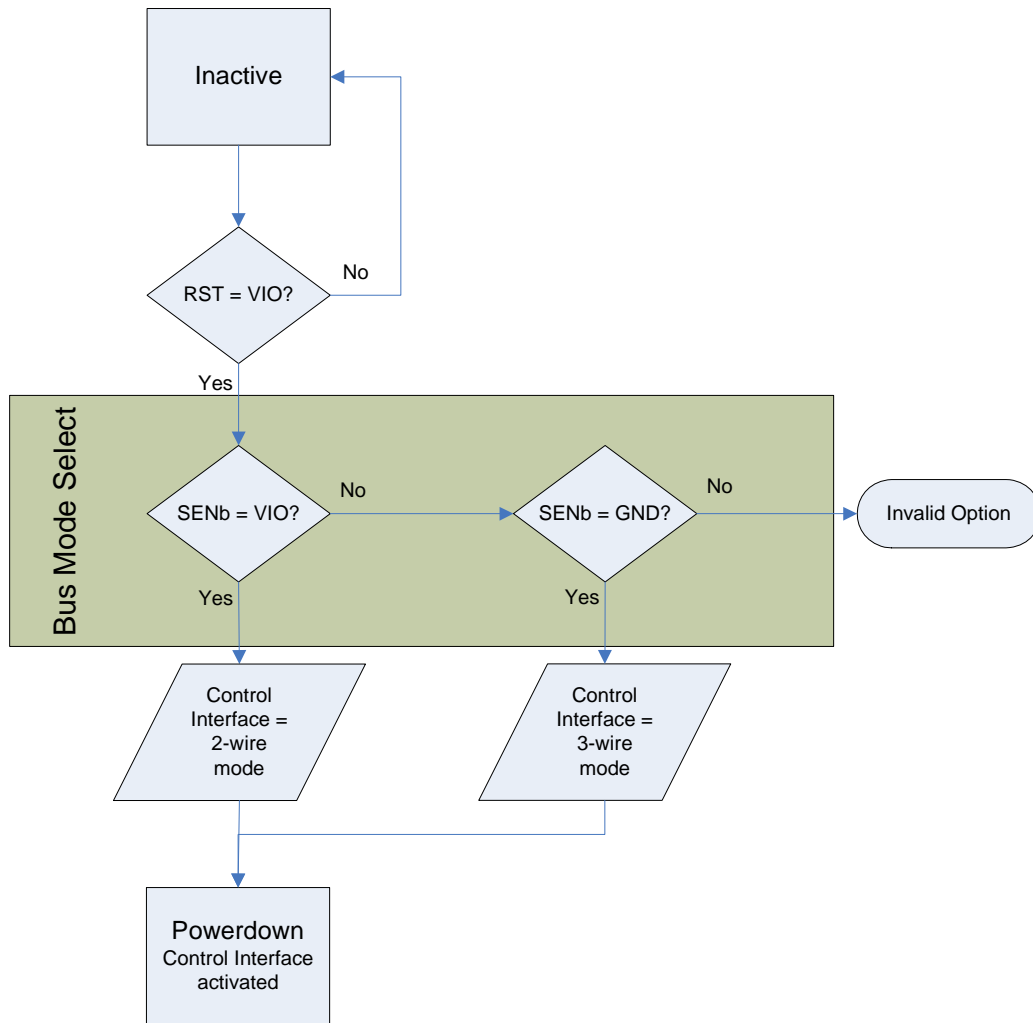 Inactive
RST = VIO?
No
Yes
Bus Mode Select
SENb = VIO?
No
SENb = GND?
No
Invalid Option
Yes
Yes
Control
Interface =
2-wire
mode
Control
Interface =
3-wire
mode
Powerdown
Control Interface
activated